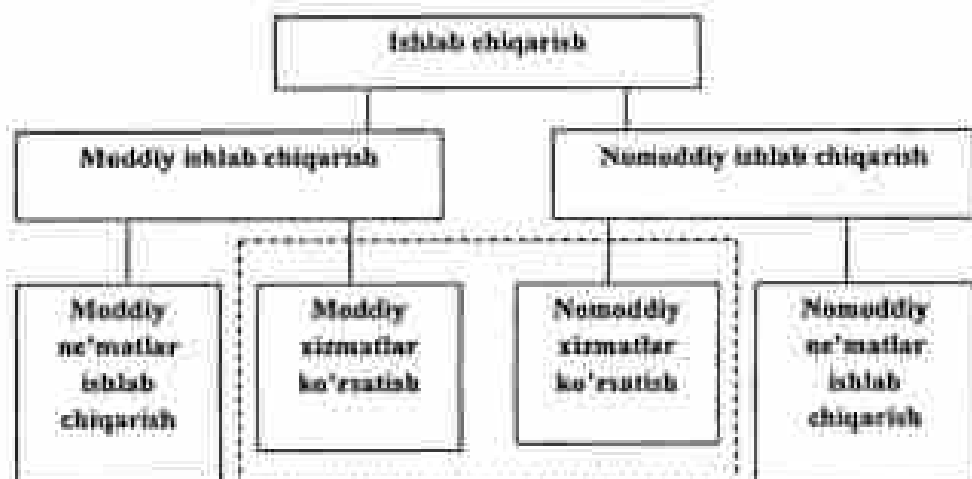 Ishlab chiqarish
Moddiy ishlab chiqarish
Nomoddiy ishlab chiqarish
Moddiy
ne'matlar
ishlab
chiqarish
Moddiy
xizmatlar
ko'rsatish
Nomoddiy
xizmatlar
ko'rsatish
Nomoddiy
ne'matlar
ishlab
chiqarish